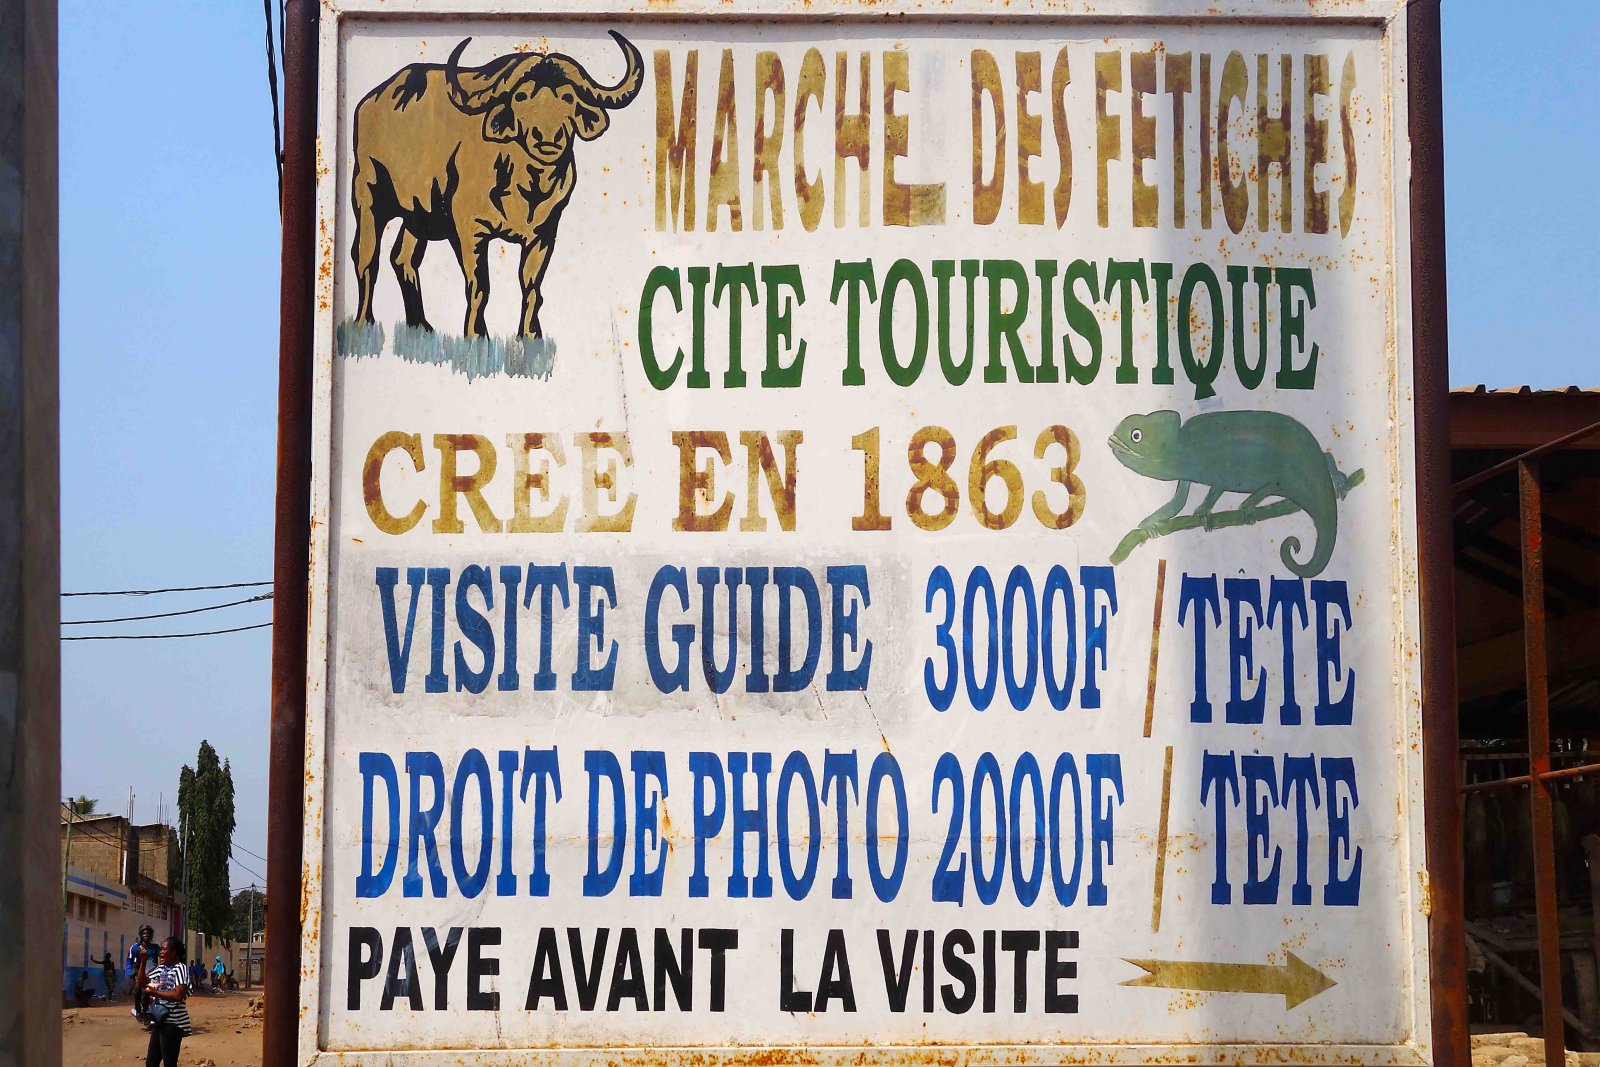 MARCHE DES FETICHES
CITE TOURISTIQUE
CREE EN 1863
VISITE GUIDE 3000F / TÊTE
DROIT DE PHOTO 2000F / TÊTE
PAYE AVANT LA VISITE